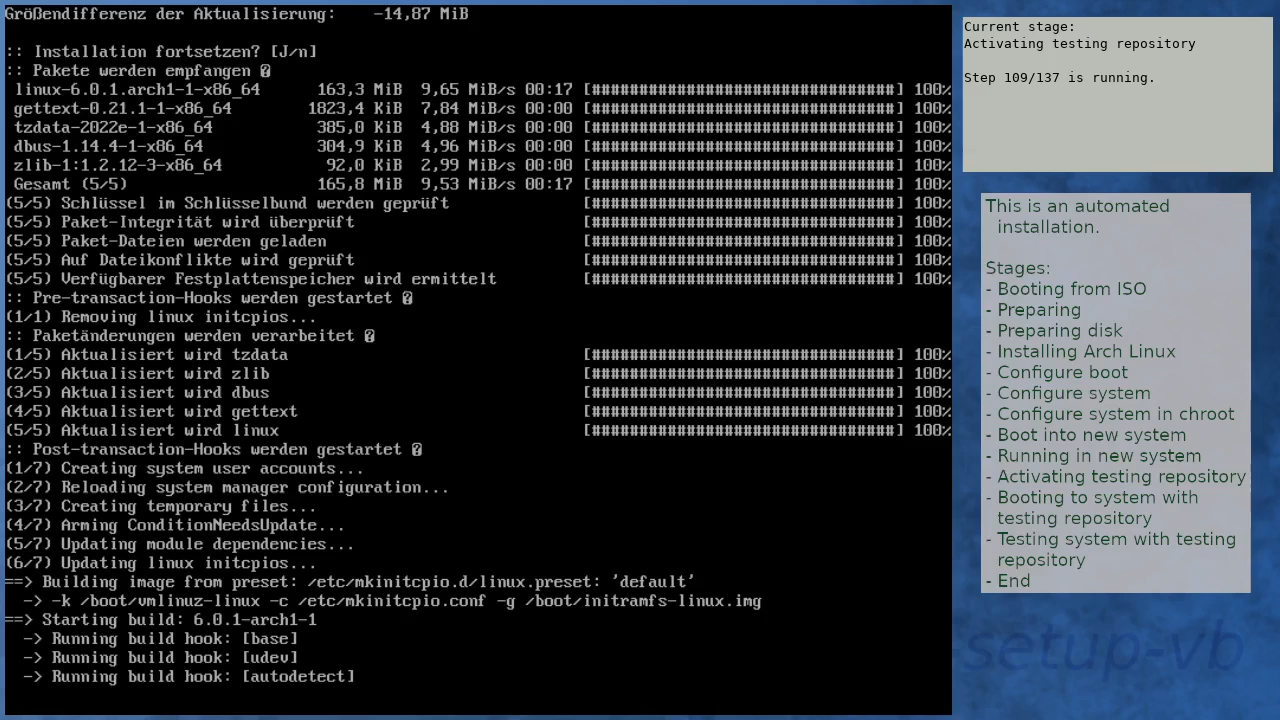 Größendifferenz der Aktualisierung:    -14,87 MiB
:: Installation fortsetzen? [J/n]
:: Pakete werden empfangen �
linux-6.0.1.arch1-1-x86_64      163,3 MiB  9,65 MiB/s 00:17 [################################] 100%
gettext-0.21.1-1-x86_64        1823,4 KiB  7,84 MiB/s 00:00 [################################] 100%
tzdata-2022e-1-x86_64           385,0 KiB  4,88 MiB/s 00:00 [################################] 100%
dbus-1.14.4-1-x86_64            304,9 KiB  4,96 MiB/s 00:00 [################################] 100%
zlib-1:1.2.12-3-x86_64           92,0 KiB  2,99 MiB/s 00:00 [################################] 100%
Gesamt (5/5)                    165,8 MiB  9,53 MiB/s 00:17 [################################] 100%
(5/5) Schlüssel im Schlüsselbund werden geprüft              [################################] 100%
(5/5) Paket-Integrität wird überprüft                        [################################] 100%
(5/5) Paket-Dateien werden geladen                           [################################] 100%
(5/5) Auf Dateikonflikte wird geprüft                        [################################] 100%
(5/5) Verfügbarer Festplattenspeicher wird ermittelt         [################################] 100%
:: Pre-transaction-Hooks werden gestartet �
(1/1) Removing linux initcpios...
:: Paketänderungen werden verarbeitet �
(1/5) Aktualisiert wird tzdata                               [################################] 100%
(2/5) Aktualisiert wird zlib                                 [################################] 100%
(3/5) Aktualisiert wird dbus                                 [################################] 100%
(4/5) Aktualisiert wird gettext                              [################################] 100%
(5/5) Aktualisiert wird linux                                [################################] 100%
:: Post-transaction-Hooks werden gestartet �
(1/7) Creating system user accounts...
(2/7) Reloading system manager configuration...
(3/7) Creating temporary files...
(4/7) Arming ConditionNeedsUpdate...
(5/7) Updating module dependencies...
(6/7) Updating linux initcpios...
==> Building image from preset: /etc/mkinitcpio.d/linux.preset: 'default'
-> -k /boot/vmlinuz-linux -c /etc/mkinitcpio.conf -g /boot/initramfs-linux.img
==> Starting build: 6.0.1-arch1-1
-> Running build hook: [base]
-> Running build hook: [udev]
-> Running build hook: [autodetect]
Current stage:
Activating testing repository
Step 109/137 is running.
This is an automated
installation.
Stages:
- Booting from ISO
- Preparing
- Preparing disk
- Installing Arch Linux
- Configure boot
- Configure system
- Configure system in chroot
- Boot into new system
- Running in new system
- Activating testing repository
- Booting to system with
testing repository
- Testing system with testing
repository
- End
-setup-vb